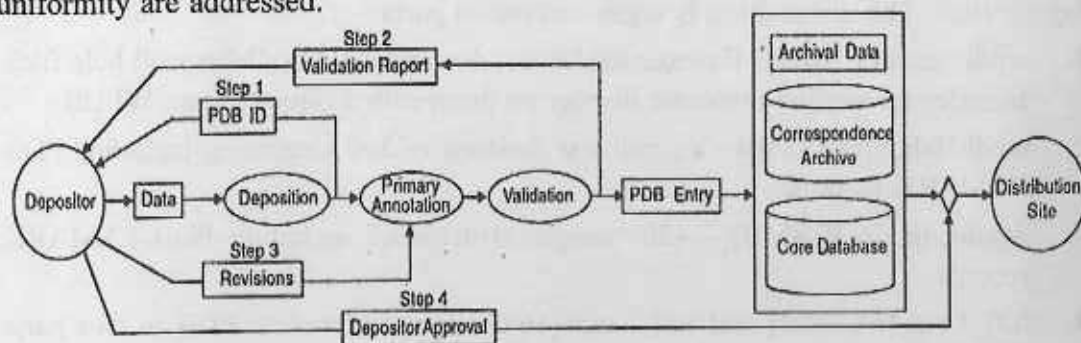 uniformity are addressed.
Step 2
Validation Report
Step 1
PDB ID
Depositor
Data
Deposition
Primary
Annotation
Validation
PDB Entry
Archival Data
Correspondence
Archive
Core Database
Distribution
Site
Step 3
Revisions
Step 4
Depositor Approval